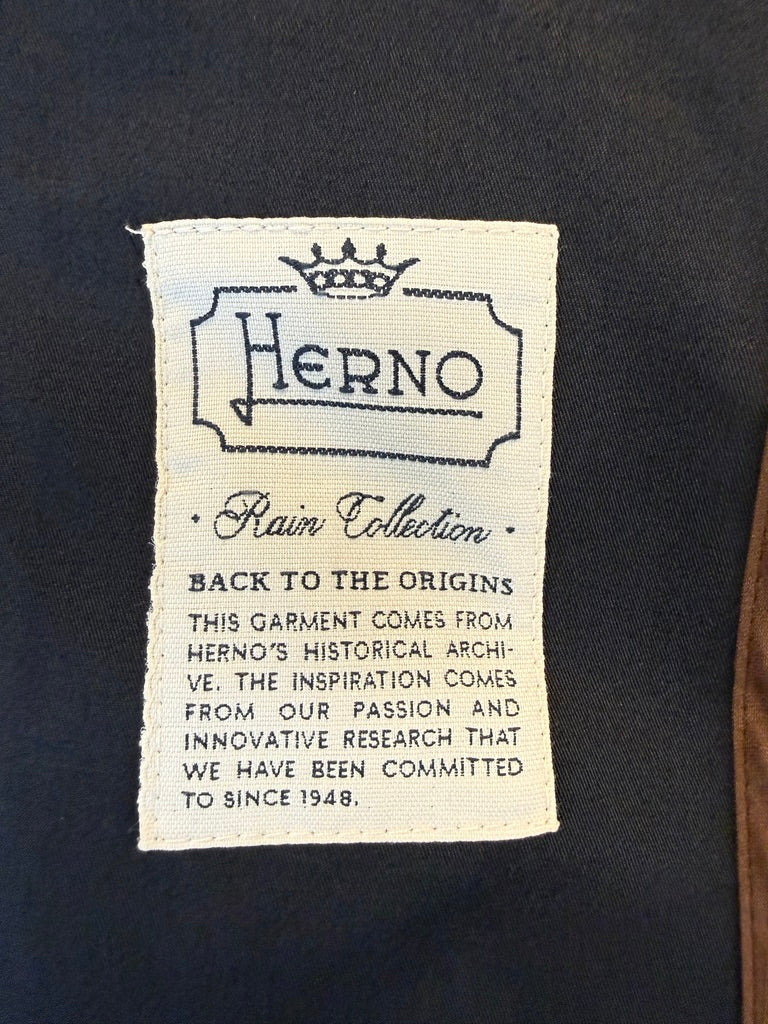 HERNO
· Rain Collection ·
BACK TO THE ORIGINS
THIS GARMENT COMES FROM
HERNO'S HISTORICAL ARCHI-
VE. THE INSPIRATION COMES
FROM OUR PASSION AND
INNOVATIVE RESEARCH THAT
WE HAVE BEEN COMMITTED
TO SINCE 1948.